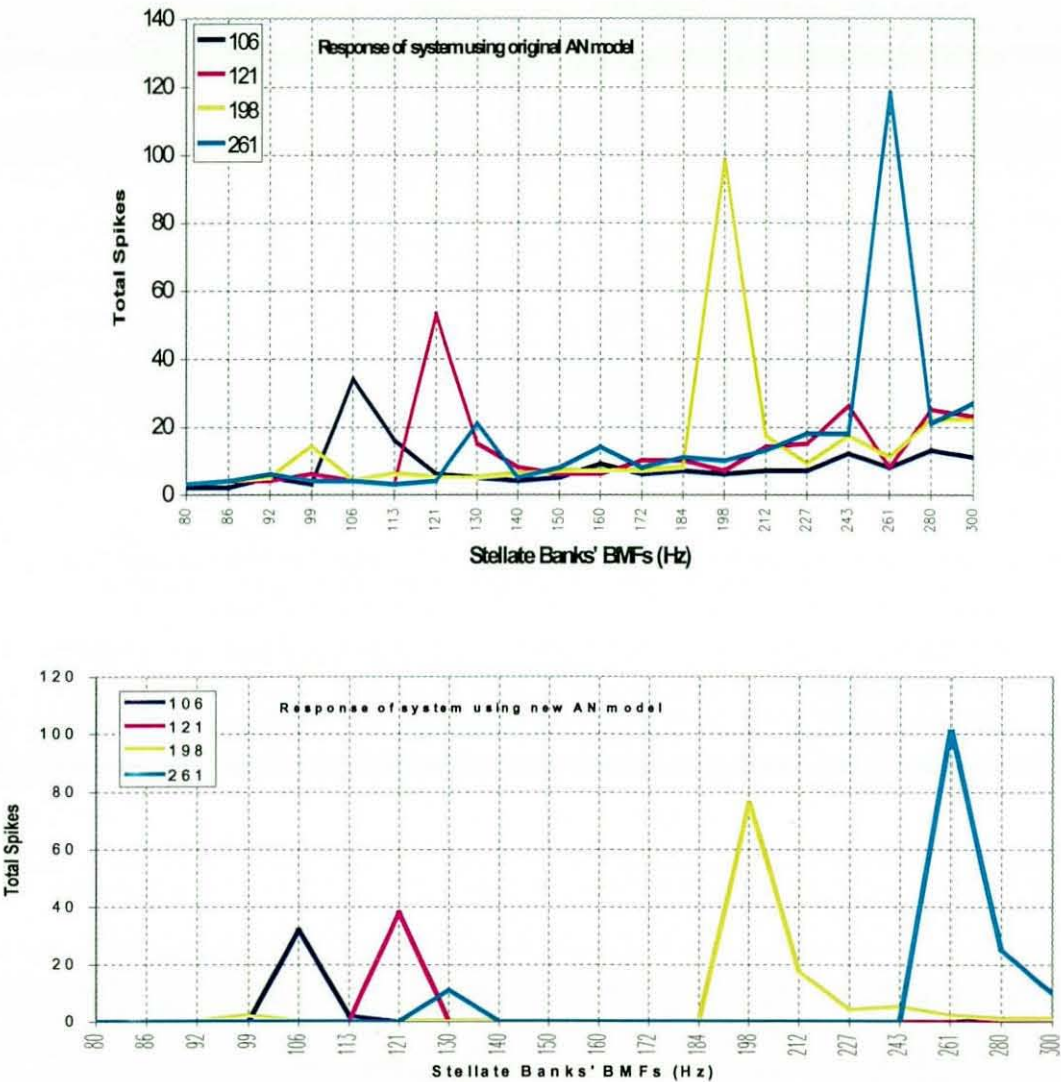 140
120
100
80
60
40
20
0
Total Spikes
106
121
198
261
Response of system using original AN model
80 86 92 99 106 113 121 130 140 150 160 172 184 198 212 227 243 261 280 300
Stellate Banks' BMFs (Hz)
120
100
80
60
40
20
0
Total Spikes
106
121
198
261
Response of system using new AN model
80 86 92 99 106 113 121 130 140 150 160 172 184 198 212 227 243 261 280 300
Stellate Banks' BMFs (Hz)